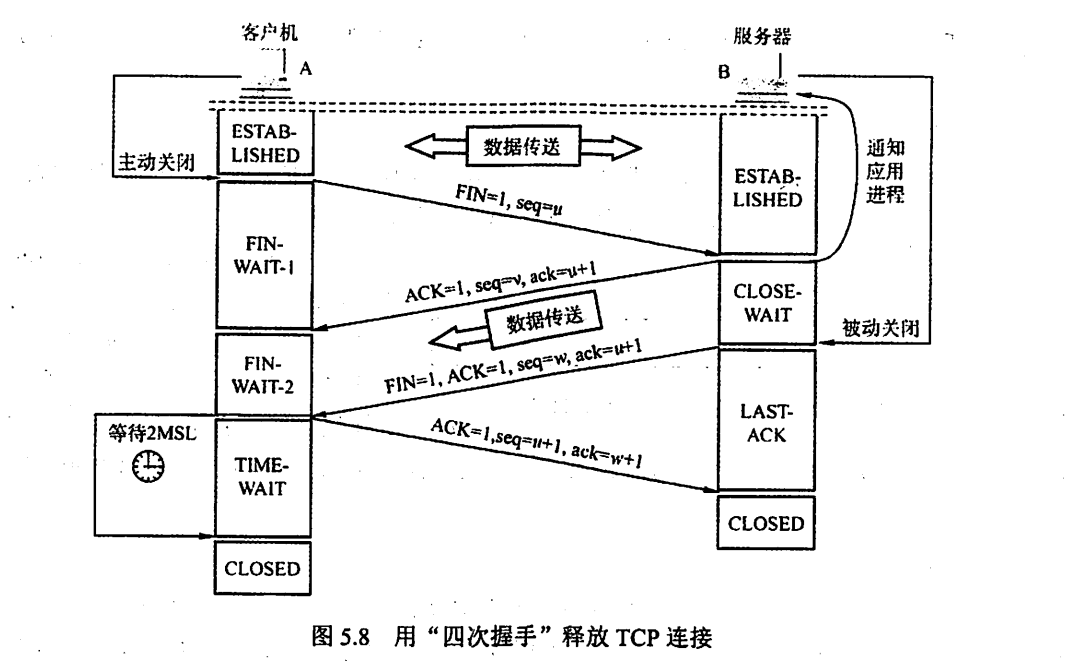 客户机
服务器
A
B
ESTAB-
LISHED
数据传送
主动关闭
通知
应用
进程
ESTAB-
LISHED
FIN=1, seq=u
FIN-
WAIT-1
ACK=1, seq=v, ack=u+1
CLOSE-
WAIT
数据传送
被动关闭
FIN-
WAIT-2
FIN=1, ACK=1, seq=w, ack=u+1
LAST-
ACK
等待2MSL
ACK=1,seq=u+1, ack=w+1
TIME-
WAIT
CLOSED
CLOSED
图 5.8 用“四次握手”释放 TCP 连接